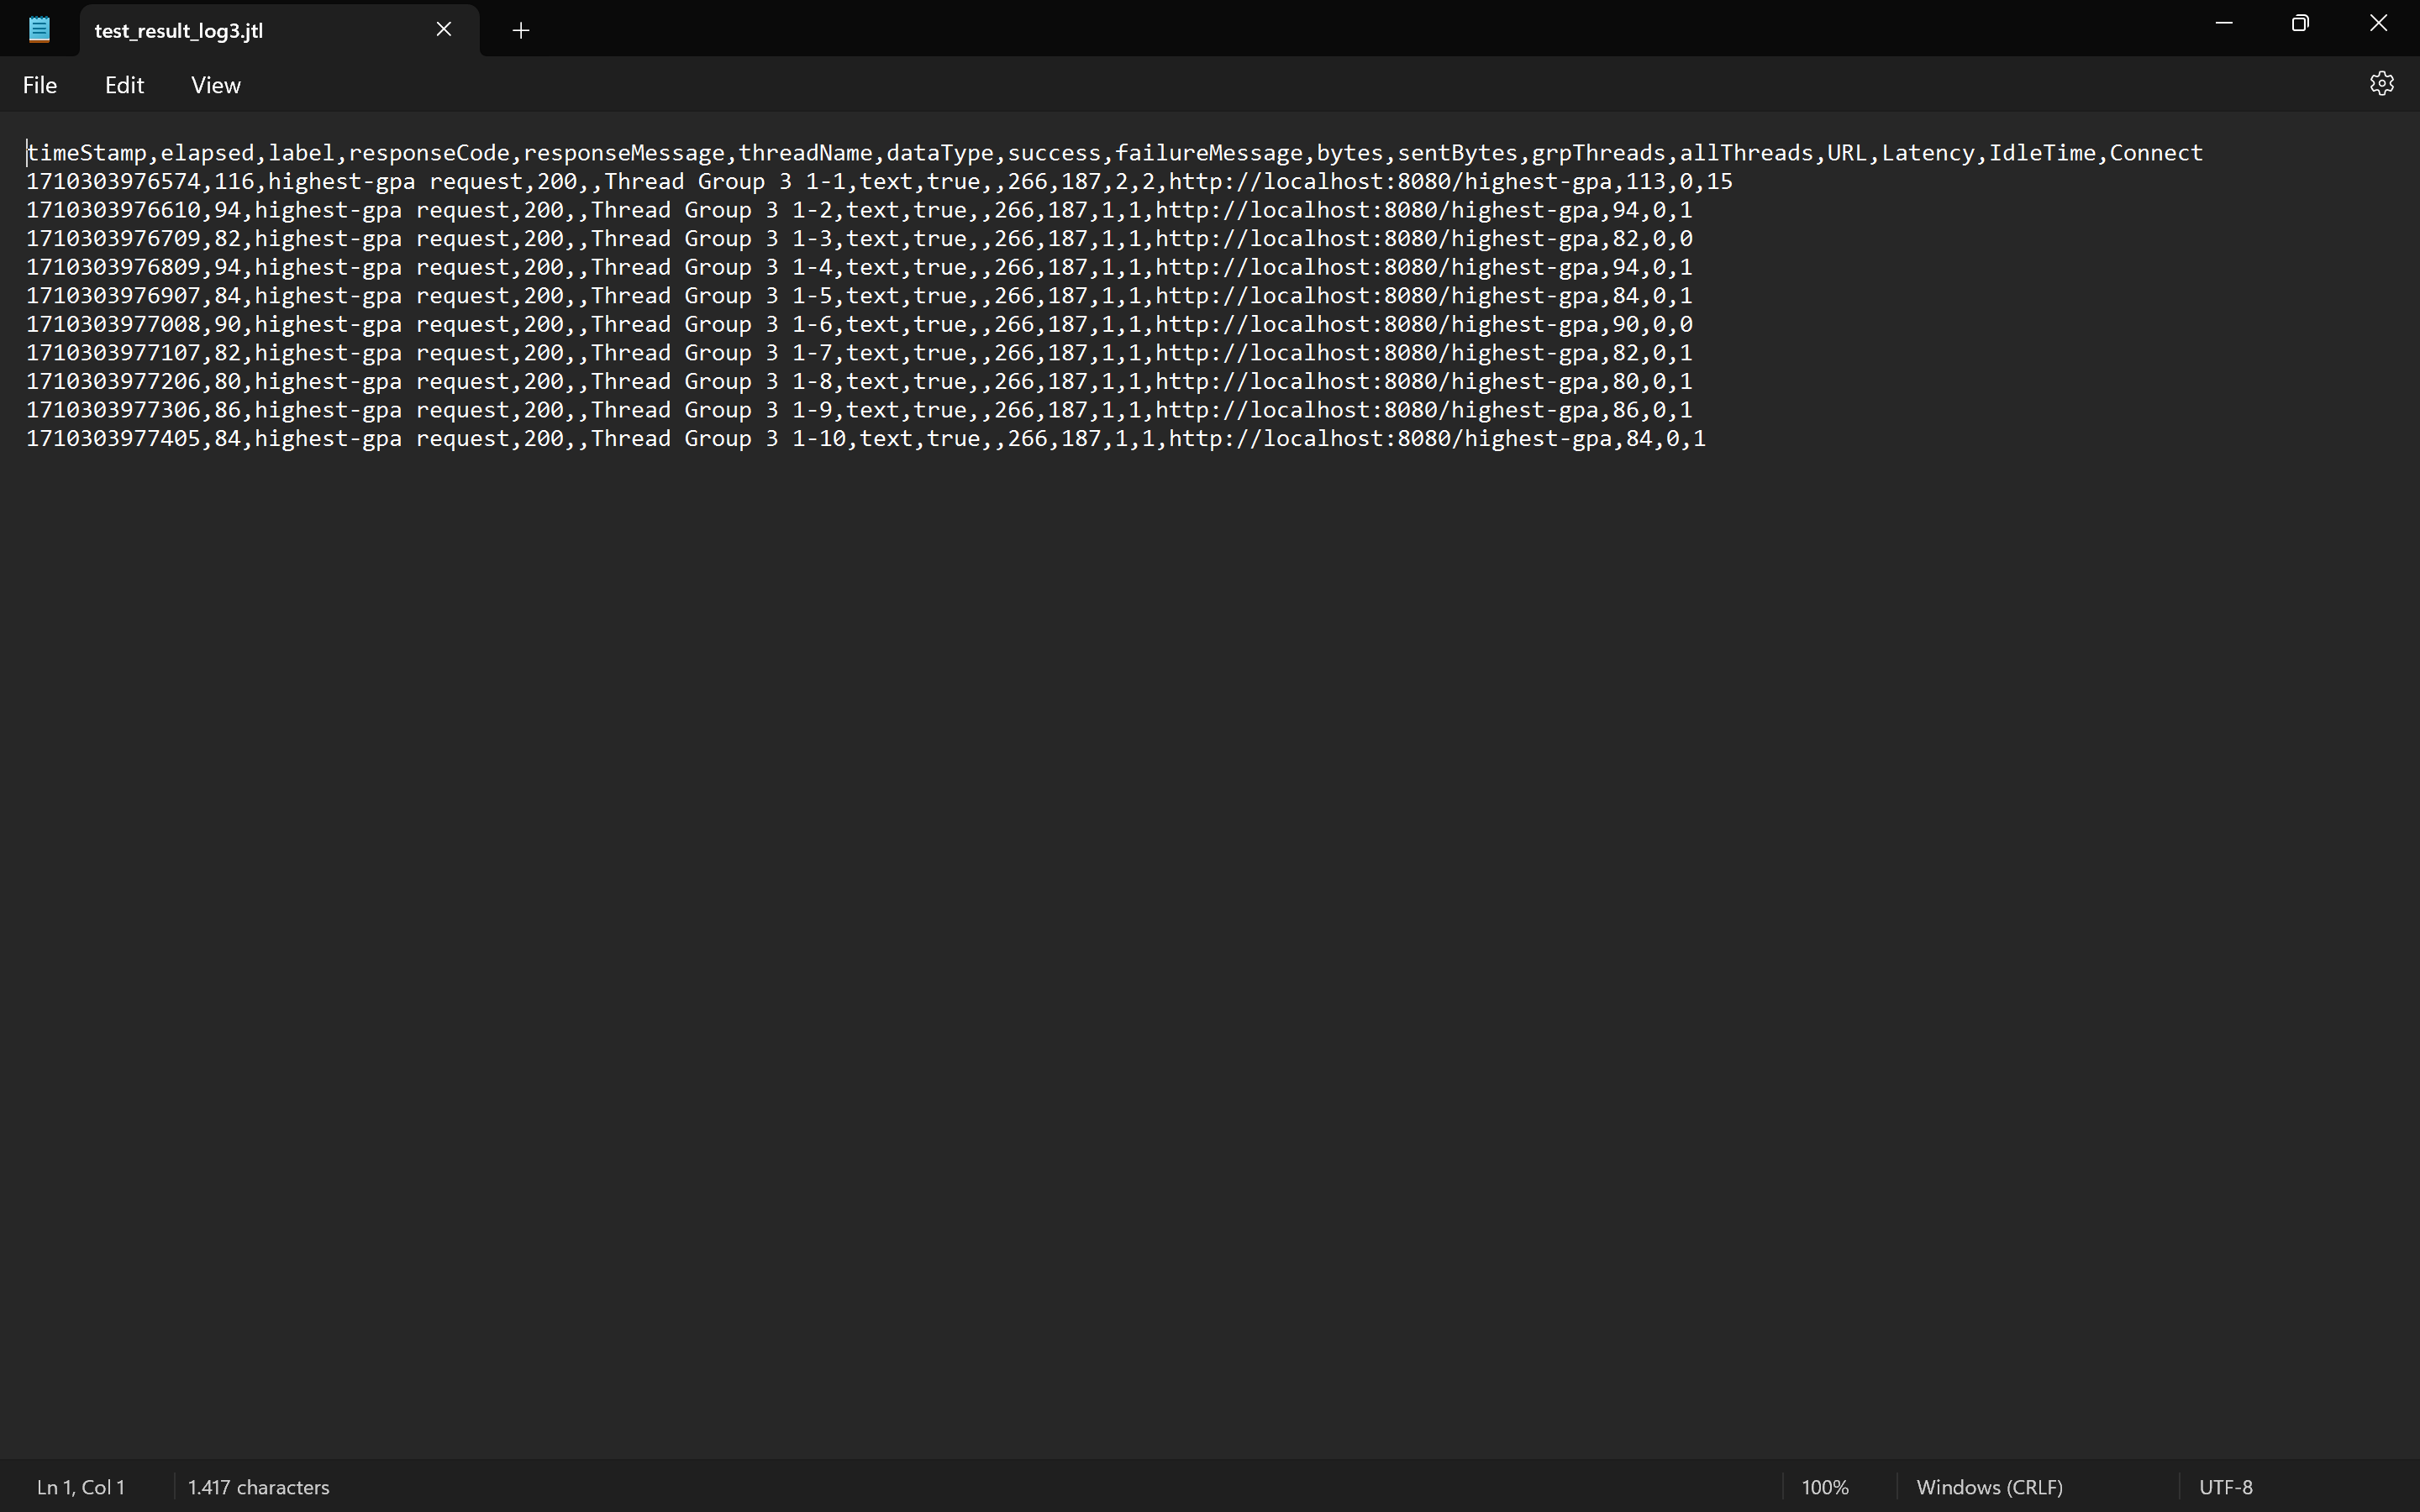 test_result_log3.jtl
File Edit View
timeStamp,elapsed,label,responseCode,responseMessage,threadName,dataType,success,failureMessage,bytes,sentBytes,grpThreads,allThreads,URL,Latency,IdleTime,Connect
1710303976574,116,highest-gpa request,200,,Thread Group 3 1-1,text,true,,266,187,2,2,http://localhost:8080/highest-gpa,113,0,15
1710303976610,94,highest-gpa request,200,,Thread Group 3 1-2,text,true,,266,187,1,1,http://localhost:8080/highest-gpa,94,0,1
1710303976709,82,highest-gpa request,200,,Thread Group 3 1-3,text,true,,266,187,1,1,http://localhost:8080/highest-gpa,82,0,0
1710303976809,94,highest-gpa request,200,,Thread Group 3 1-4,text,true,,266,187,1,1,http://localhost:8080/highest-gpa,94,0,1
1710303976907,84,highest-gpa request,200,,Thread Group 3 1-5,text,true,,266,187,1,1,http://localhost:8080/highest-gpa,84,0,1
1710303977008,90,highest-gpa request,200,,Thread Group 3 1-6,text,true,,266,187,1,1,http://localhost:8080/highest-gpa,90,0,0
1710303977107,82,highest-gpa request,200,,Thread Group 3 1-7,text,true,,266,187,1,1,http://localhost:8080/highest-gpa,82,0,1
1710303977206,80,highest-gpa request,200,,Thread Group 3 1-8,text,true,,266,187,1,1,http://localhost:8080/highest-gpa,80,0,1
1710303977306,86,highest-gpa request,200,,Thread Group 3 1-9,text,true,,266,187,1,1,http://localhost:8080/highest-gpa,86,0,1
1710303977405,84,highest-gpa request,200,,Thread Group 3 1-10,text,true,,266,187,1,1,http://localhost:8080/highest-gpa,84,0,1
Ln 1, Col 1 1.417 characters 100% Windows (CRLF) UTF-8